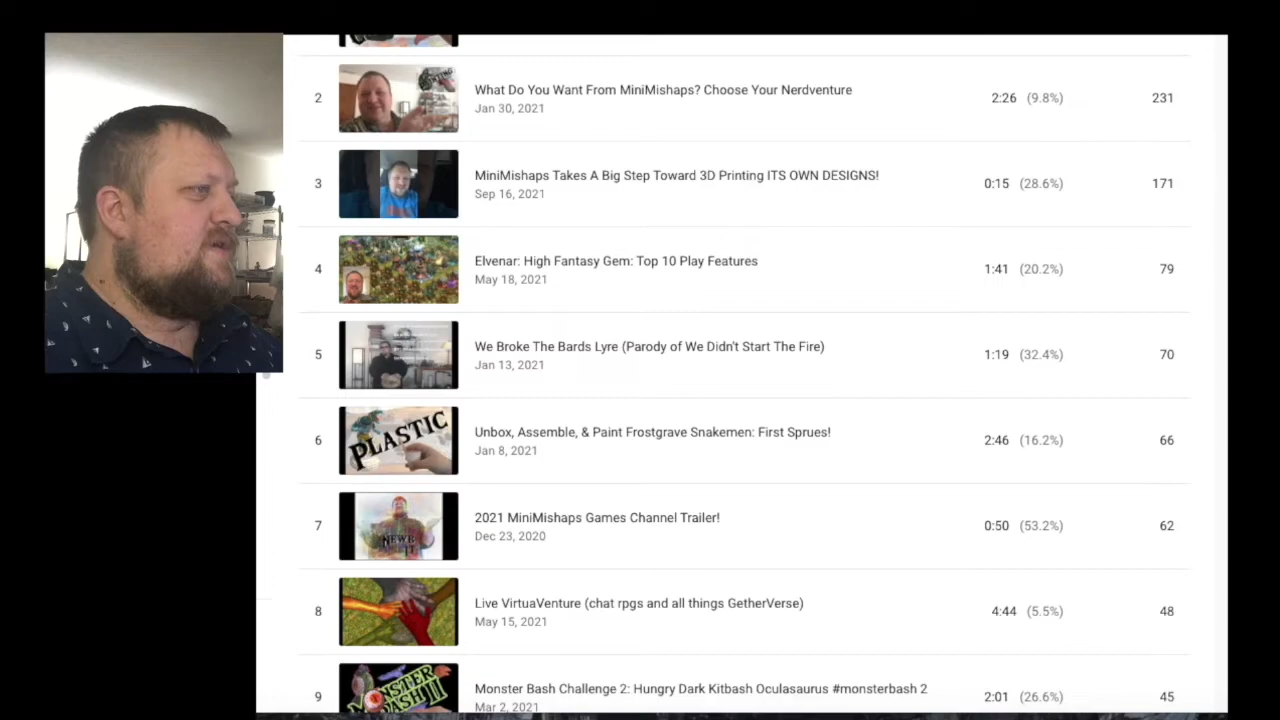 2
What Do You Want From MiniMishaps? Choose Your Nerdventure
Jan 30, 2021
2:26 (9.8%)
231
3
MiniMishaps Takes A Big Step Toward 3D Printing ITS OWN DESIGNS!
Sep 16, 2021
0:15 (28.6%)
171
4
Elvenar: High Fantasy Gem: Top 10 Play Features
May 18, 2021
1:41 (20.2%)
79
5
We Broke The Bards Lyre (Parody of We Didn't Start The Fire)
Jan 13, 2021
1:19 (32.4%)
70
PLASTIC
6
Unbox, Assemble, & Paint Frostgrave Snakemen: First Sprues!
Jan 8, 2021
2:46 (16.2%)
66
7
2021 MiniMishaps Games Channel Trailer!
Dec 23, 2020
0:50 (53.2%)
62
8
Live VirtuaVenture (chat rpgs and all things GetherVerse)
May 15, 2021
4:44 (5.5%)
48
9
Monster Bash Challenge 2: Hungry Dark Kitbash Oculasaurus #monsterbash 2
Mar 2, 2021
2:01 (26.6%)
45